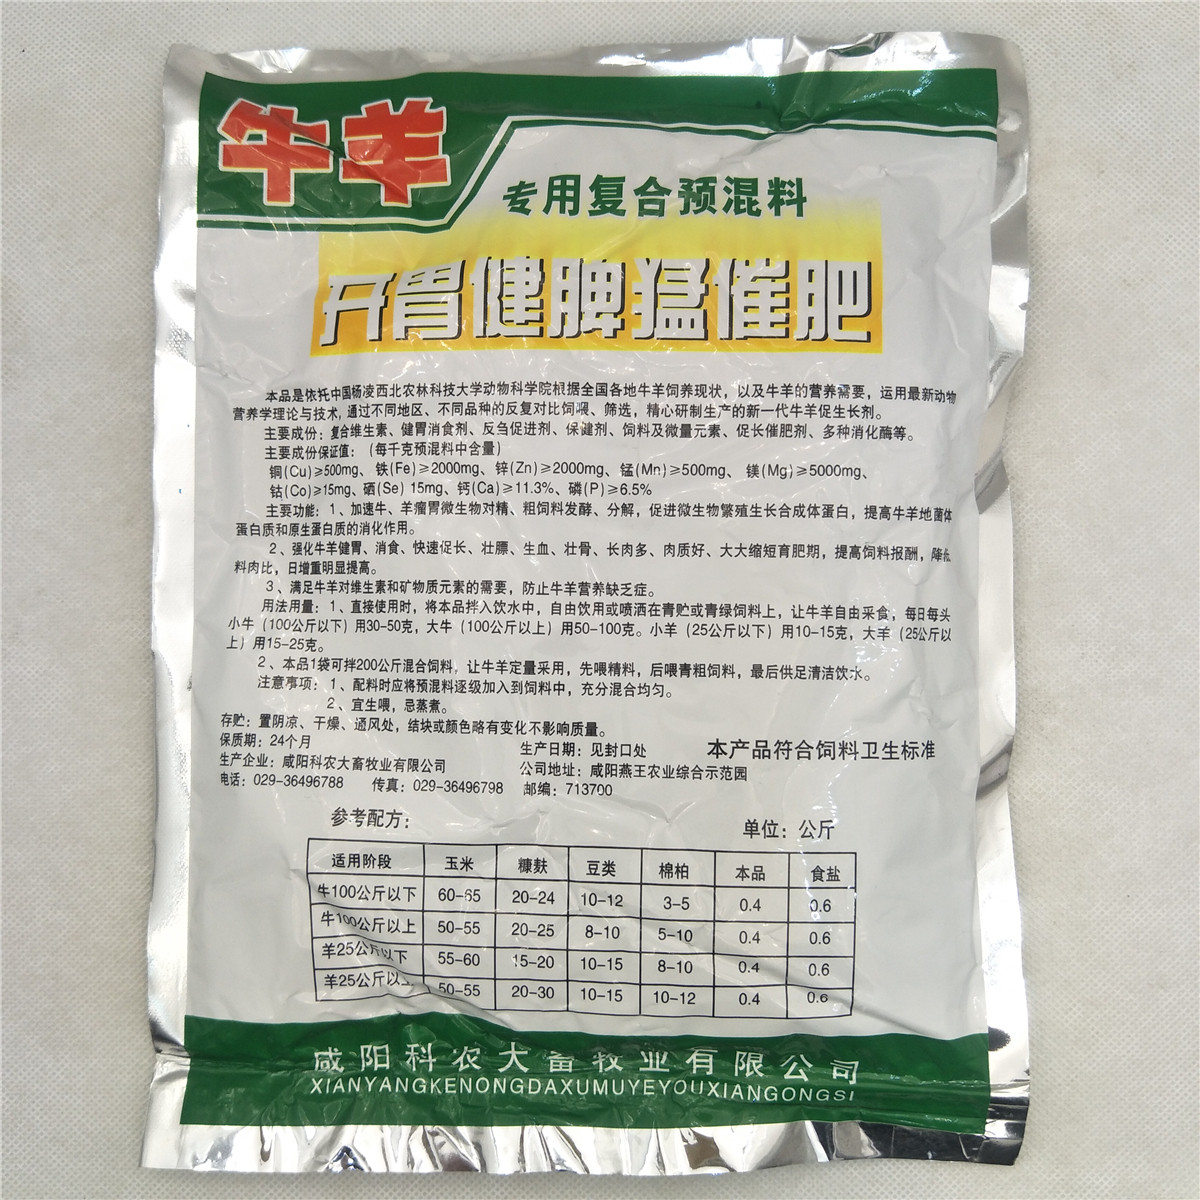 牛羊
专用复合预混料
开胃健脾猛催肥
本品是依托中国杨凌西北农林科技大学动物科学院根据全国各地牛羊饲养现状，以及牛羊的营养需要，运用最新动物
营养学理论与技术，通过不同地区、不同品种的反复对比饲喂、筛选，精心研制生产的新一代牛羊促生长剂。
主要成份：复合维生素、健胃消食剂、反刍促进剂、保健剂、饲料及微量元素、促长催肥剂、多种消化酶等。
主要成份保证值：（每千克预混料中含量）
铜(Cu)≥500mg、铁(Fe)≥2000mg、锌(Zn)≥2000mg、锰(Mn)≥500mg、镁(Mg)≥5000mg、
钴(Co)≥15mg、硒(Se) 15mg、钙(Ca)≥11.3%、磷(P)≥6.5%
主要功能：1、加速牛、羊瘤胃微生物对精、粗饲料发酵、分解，促进微生物繁殖生长合成体蛋白，提高牛羊地菌体
蛋白质和原生蛋白质的消化作用。
2、强化牛羊健胃、消食、快速促长、壮膘、生血、壮骨、长肉多、肉质好、大大缩短育肥期，提高饲料报酬，降低
料肉比，日增重明显提高。
3、满足牛羊对维生素和矿物质元素的需要，防止牛羊营养缺乏症。
用法用量：1、直接使用时，将本品拌入饮水中，自由饮用或喷洒在青贮或青绿饲料上，让牛羊自由采食，每日每头
小牛（100公斤以下）用30-50克，大牛（100公斤以上）用50-100克。小羊（25公斤以下）用10-15克，大羊（25公斤以
上）用15-25克。
2、本品1袋可拌200公斤混合饲料，让牛羊定量采用，先喂精料，后喂青粗饲料，最后供足清洁饮水。
注意事项：1、配料时应将预混料逐级加入到饲料中，充分混合均匀。
2、宜生喂，忌蒸煮。
存贮：置阴凉、干燥、通风处，结块或颜色略有变化不影响质量。
保质期：24个月 生产日期：见封口处 本产品符合饲料卫生标准
生产企业：咸阳科农大畜牧业有限公司 公司地址：咸阳燕王农业综合示范园
电话：029-36496788 传真：029-36496798 邮编：713700
参考配方： 单位：公斤
适用阶段 玉米 糠麸 豆类 棉柏 本品 食盐
牛100公斤以下 60-65 20-24 10-12 3-5 0.4 0.6
牛100公斤以上 50-55 20-25 8-10 5-10 0.4 0.6
羊25公斤以下 55-60 15-20 10-15 8-10 0.4 0.6
羊25公斤以上 50-55 20-30 10-15 10-12 0.4 0.6
咸阳科农大畜牧业有限公司
XIANYANGKENONGDAXUMUYEYOUXIANGONGSI